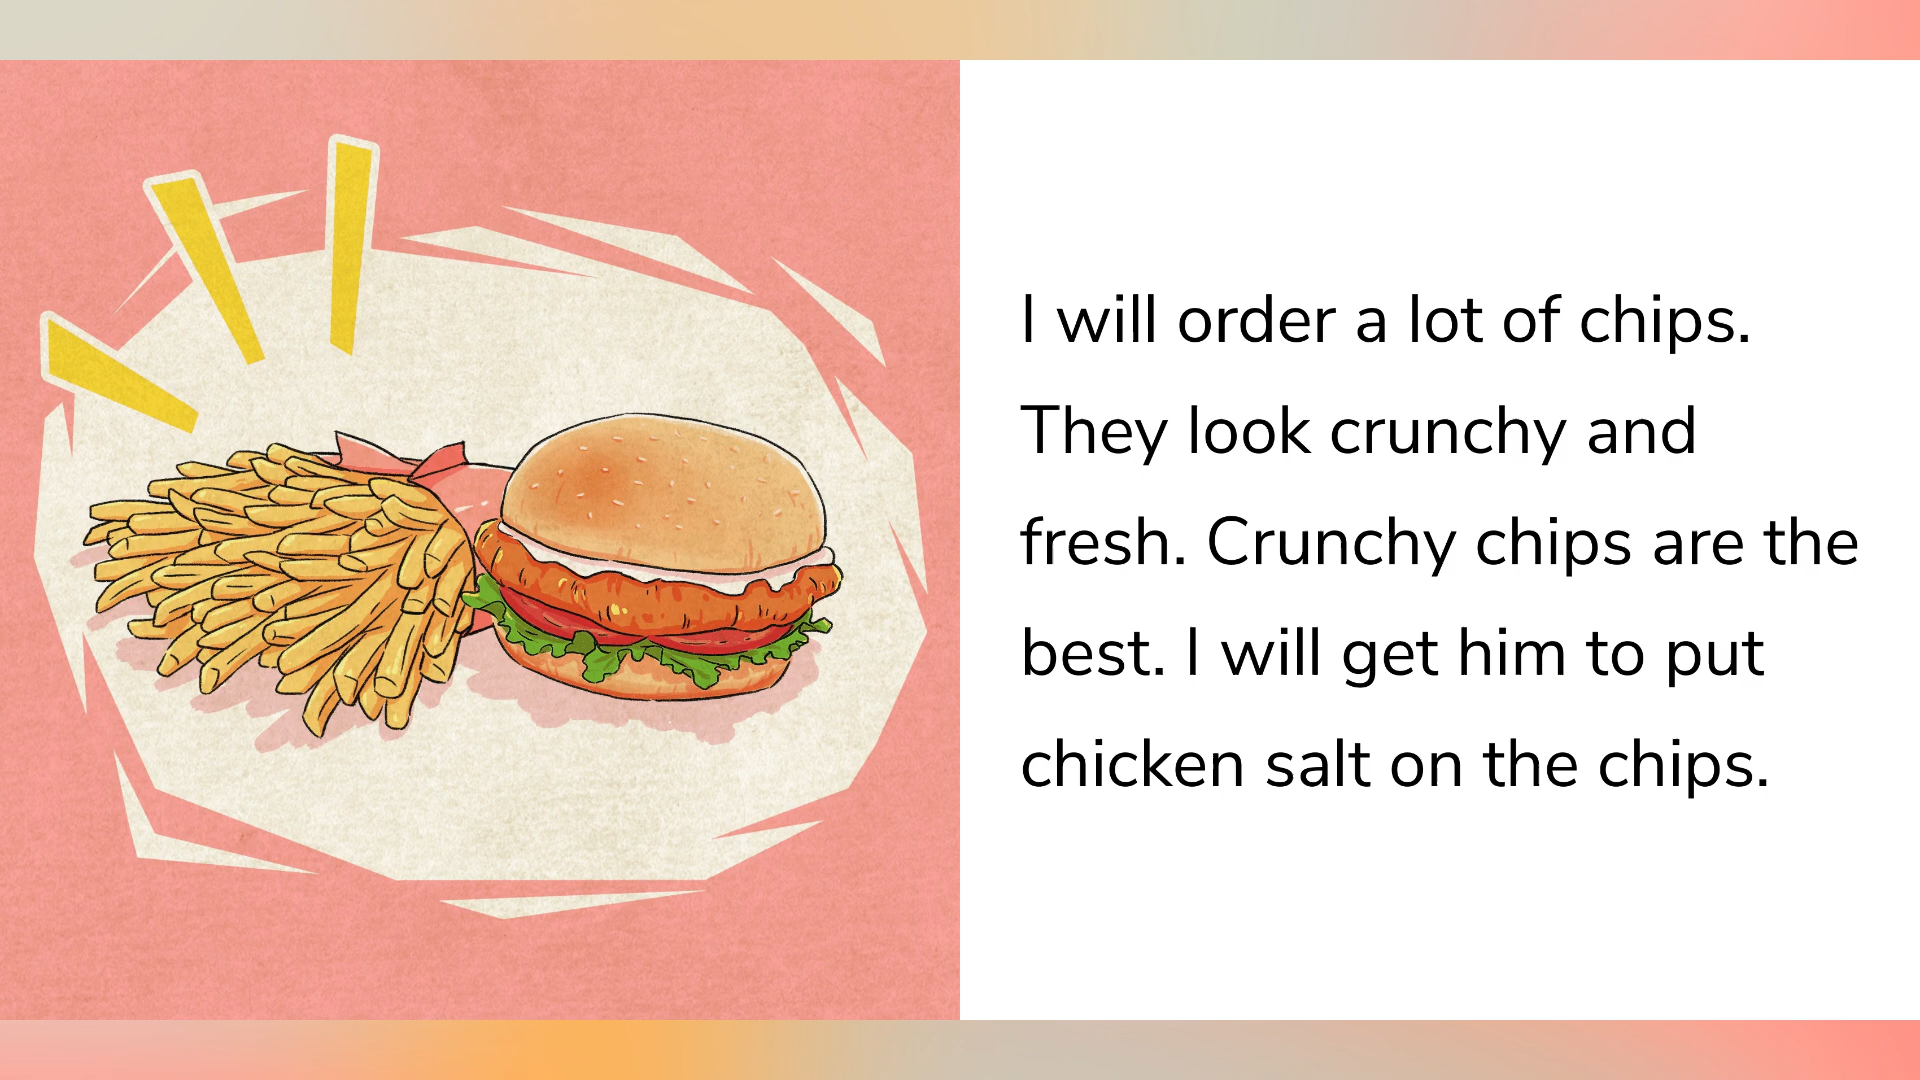 I will order a lot of chips.
They look crunchy and
fresh. Crunchy chips are the
best. I will get him to put
chicken salt on the chips.